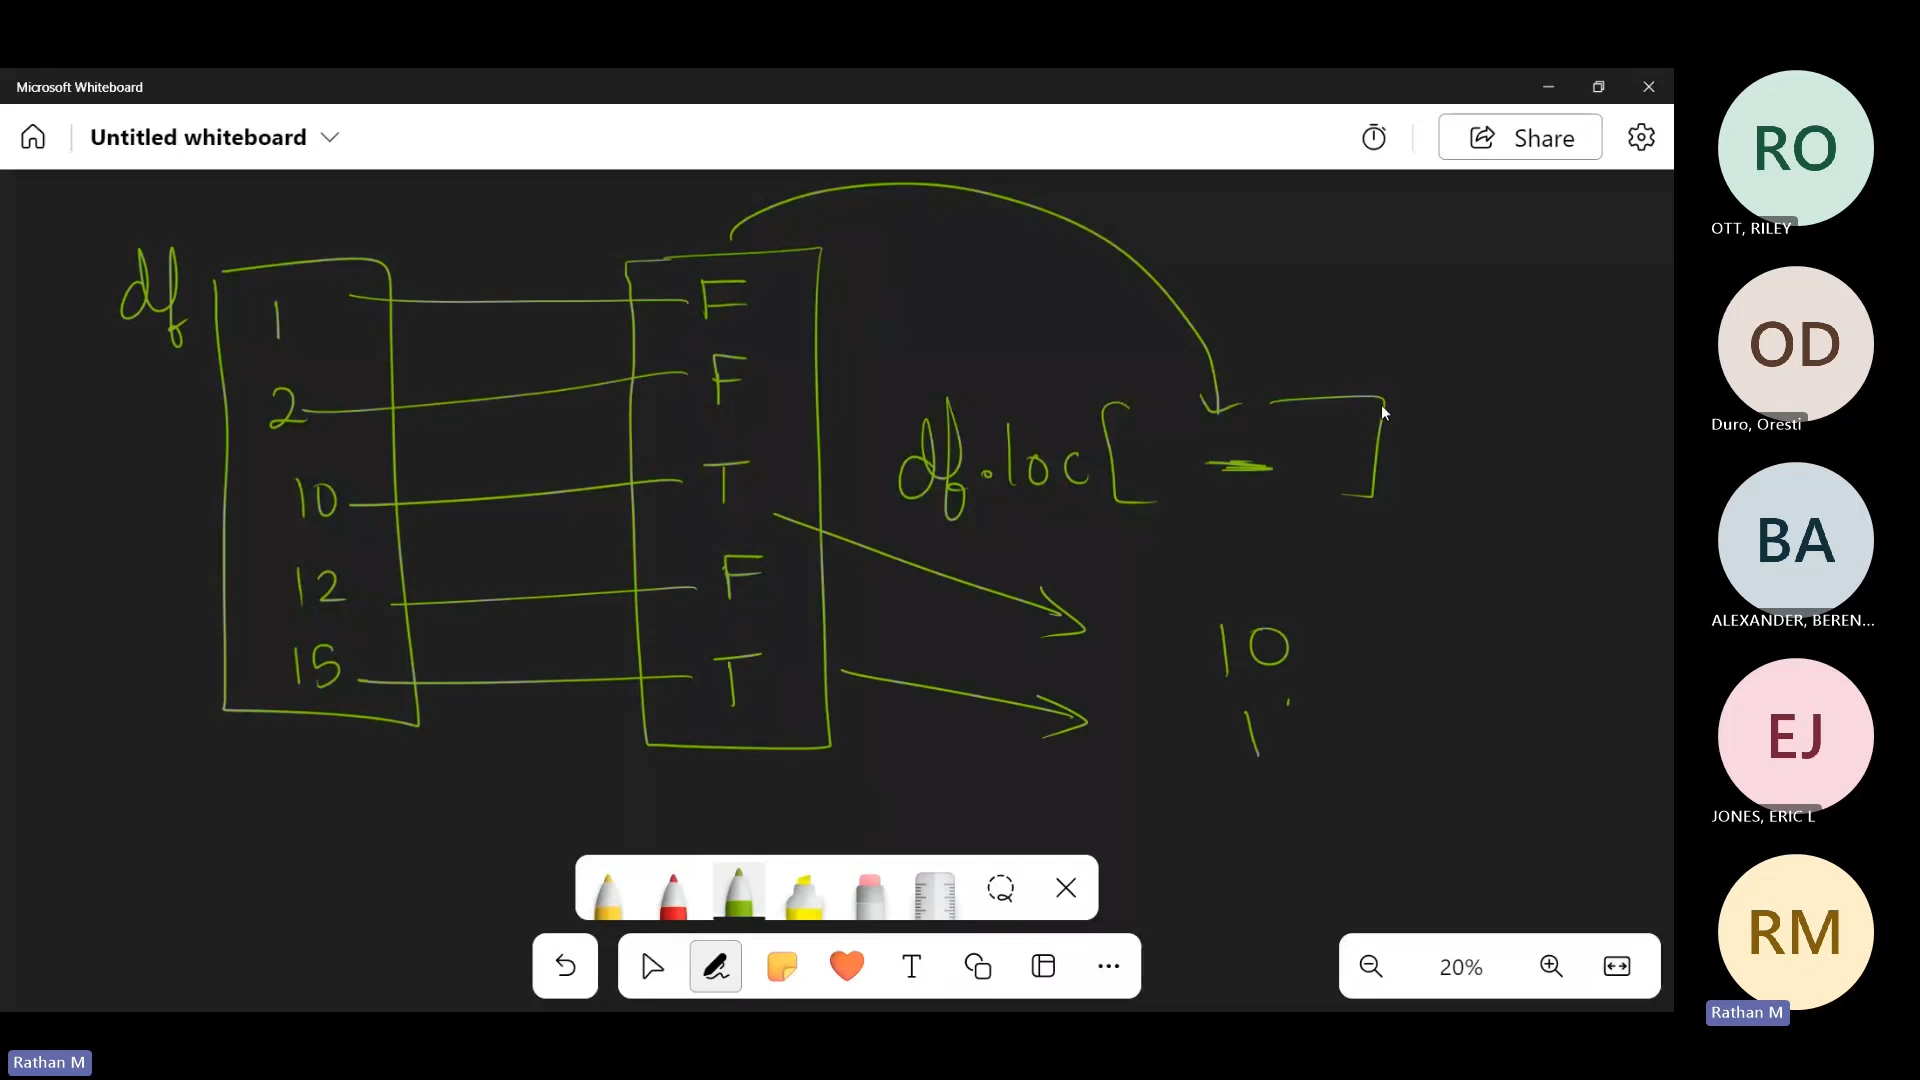 Microsoft Whiteboard
Untitled whiteboard
Share
df
1
2
10
12
15
F
F
T
F
T
df.loc[ ]
10
1
20%
RO
OTT, RILEY
OD
Duro, Oresti
BA
ALEXANDER, BEREN...
EJ
JONES, ERIC L
RM
Rathan M
Rathan M